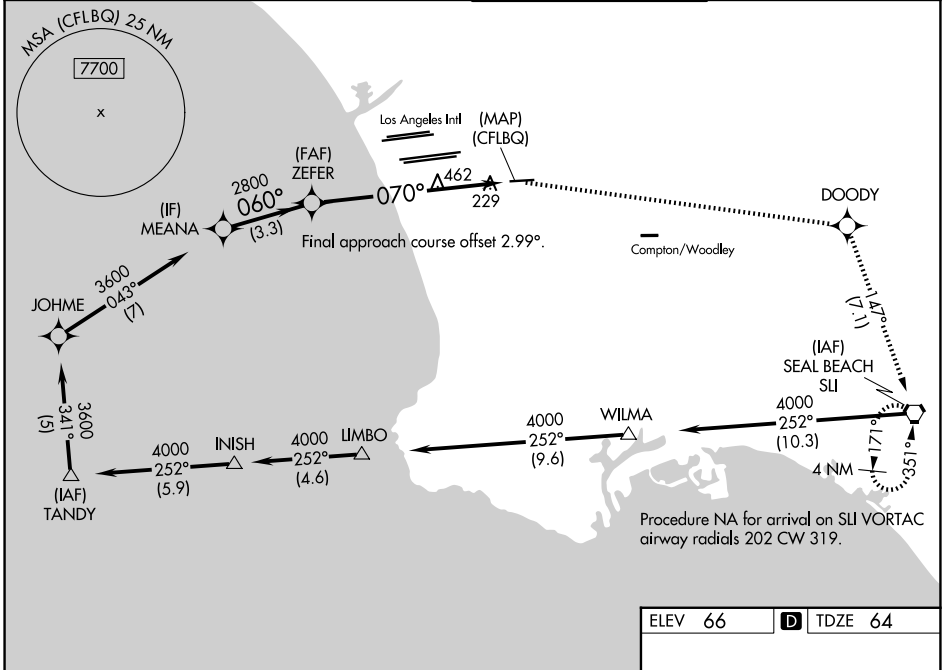 MSA (CFLBQ) 25 NM
7700
x
Los Angeles Intl
(MAP)
(CFLBQ)
(FAF)
ZEFER
462
229
070°
2800
060°
(3.3)
(IF)
MEANA
Final approach course offset 2.99°.
DOODY
Compton/Woodley
3600
043°
(7)
JOHME
147°
(7.1)
(IAF)
SEAL BEACH
SLI
3600
341°
(5)
4000
252°
(5.9)
INISH
4000
252°
(4.6)
LIMBO
4000
252°
(9.6)
WILMA
4000
252°
(10.3)
171°
351°
4 NM
(IAF)
TANDY
Procedure NA for arrival on SLI VORTAC
airway radials 202 CW 319.
ELEV 66 D TDZE 64